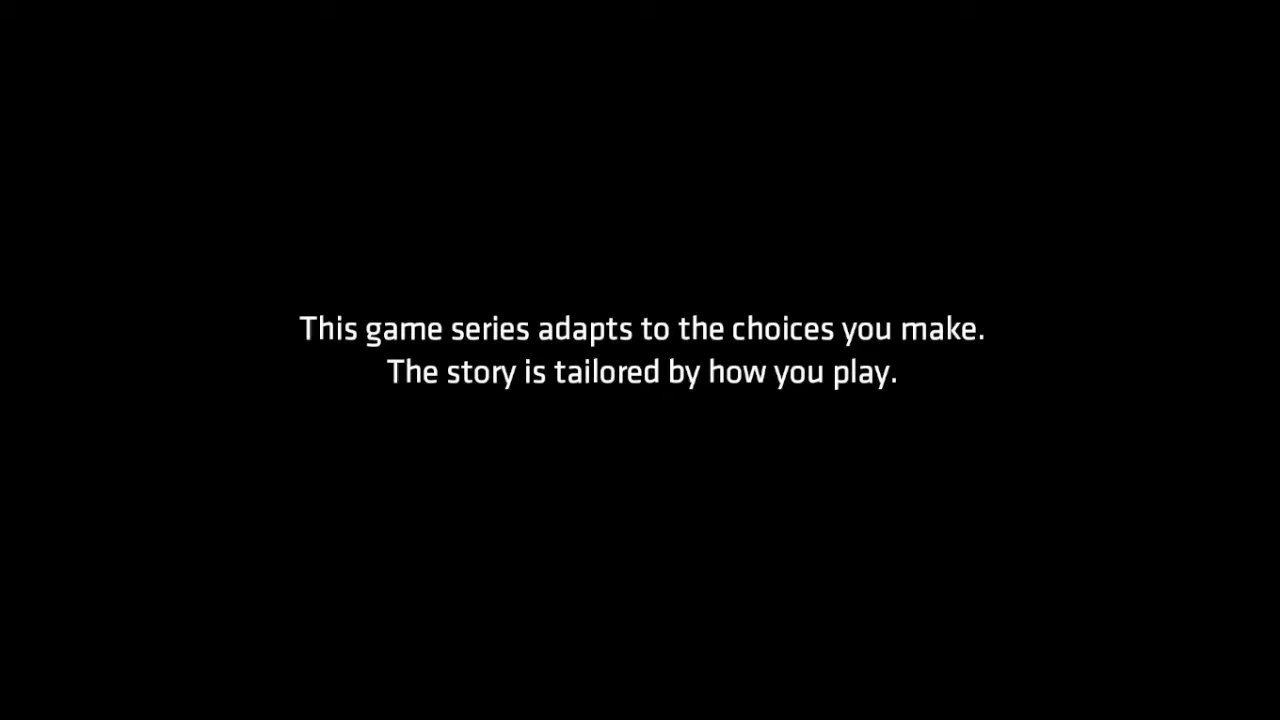 This game series adapts to the choices you make.
The story is tailored by how you play.